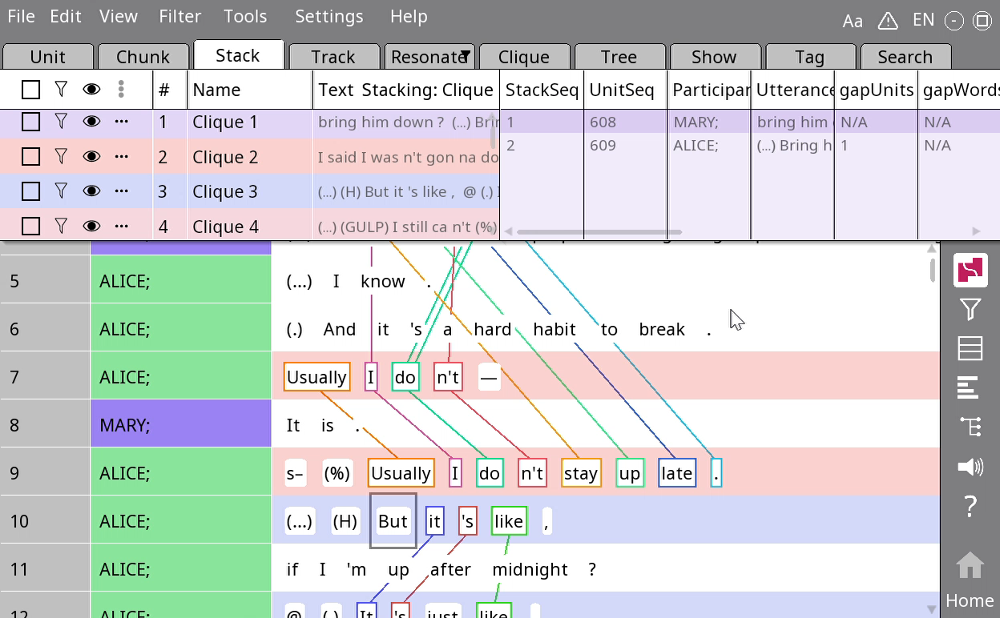 File Edit View Filter Tools Settings Help Aa EN
Unit Chunk Stack Track Resonate Clique Tree Show Tag Search
# Name Text Stacking: Clique StackSeq UnitSeq Participan Utterance gapUnits gapWords
1 Clique 1 bring him down ? (...) Brin 1 608 MARY; bring him N/A N/A
2 ALICE; 609 (...) Bring h 1 N/A
2 Clique 2 I said I was n't gon na do
3 Clique 3 (...) (H) But it 's like , @ (.) I
4 Clique 4 (...) (GULP) I still ca n't (%)
5 ALICE; (...) I know .
6 ALICE; (.) And it 's a hard habit to break .
7 ALICE; Usually I do n't —
8 MARY; It is .
9 ALICE; s– (%) Usually I do n't stay up late .
10 ALICE; (...) (H) But it 's like ,
11 ALICE; if I 'm up after midnight ?
12 ALICE; @ (.) It 's just like
Home